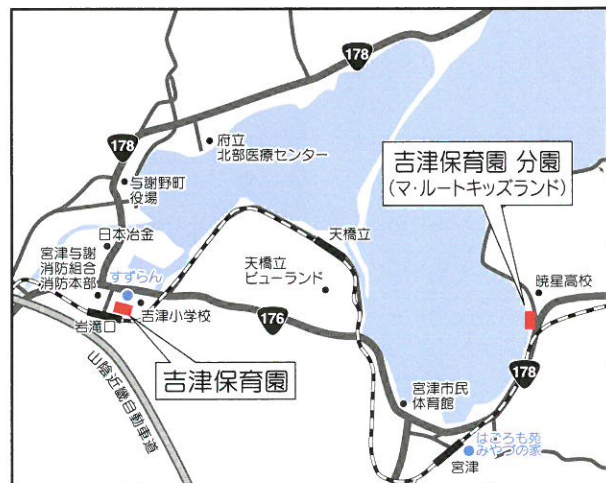 178
178
府立
北部医療センター
吉津保育園 分園
(マ・ルートキッズランド)
与謝野町
役場
日本冶金
天橋立
宮津与謝
消防組合
消防本部
すずらん
天橋立
ビューランド
暁星高校
吉津小学校
岩滝口
176
吉津保育園
178
山陰近畿自動車道
宮津市民
体育館
はごろも苑
みやづの家
宮津